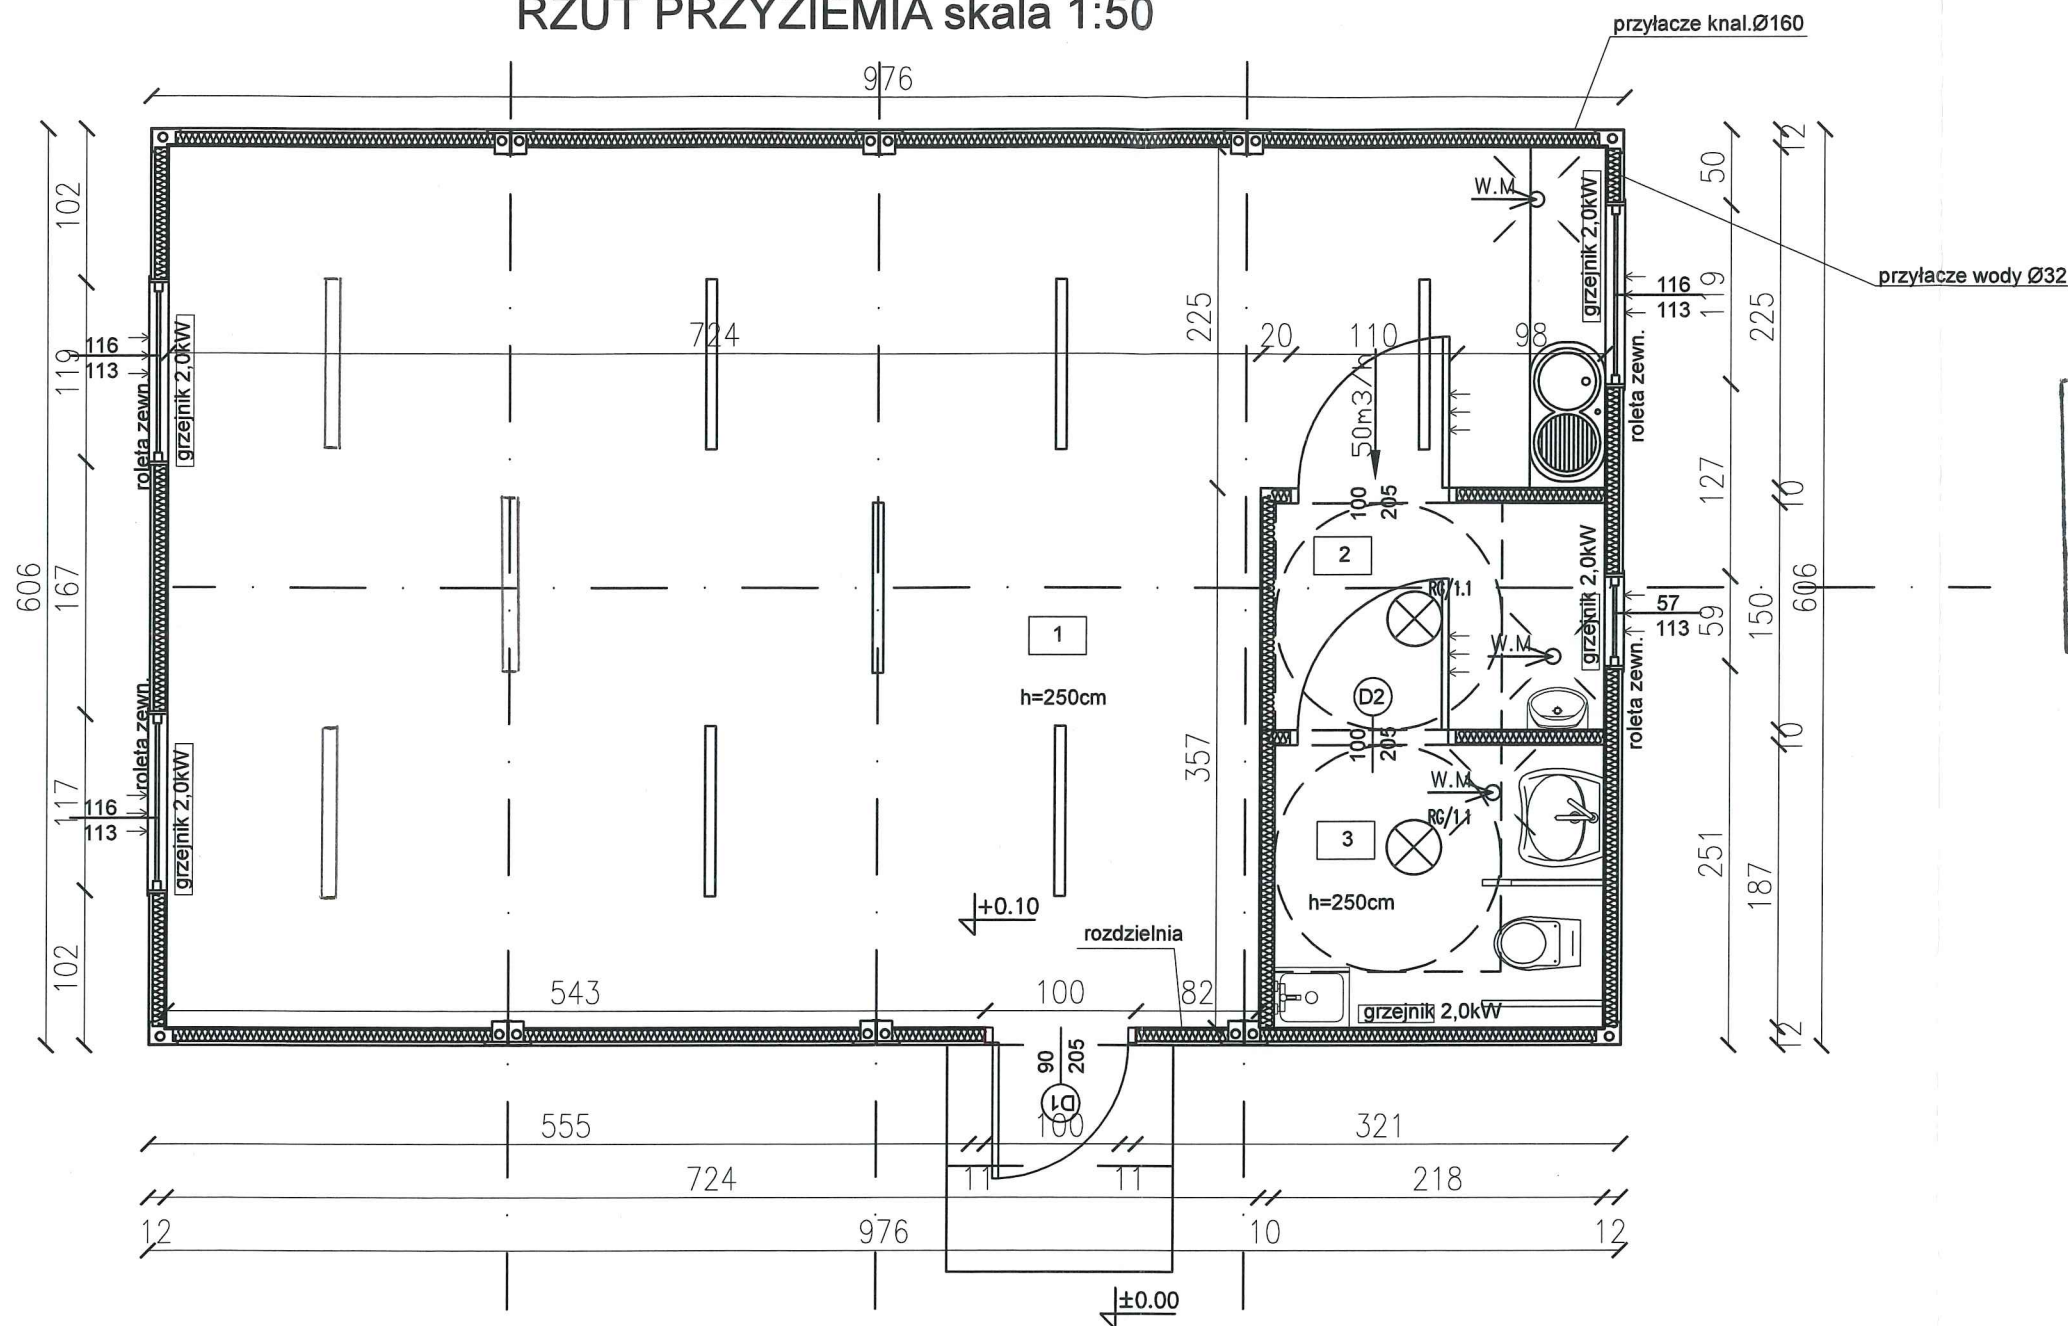 RZUT PRZYZIEMIA skala 1:50
przyłacze knal.Ø160
976
12
50
102
W.M
grzejnik 2,0kW
przyłacze wody Ø32
116
113
119
225
225
724
20
110
98
119
116
113
roleta zewn.
grzejnik 2,0kW
roleta zewn.
50m3/
127
10
100
205
2
grzejnik 2,0kW
606
167
RG/1.1
57
113
59
150
606
1
W.M
h=250cm
D2
roleta zewn.
roleta zewn.
100
205
10
357
W.M
RG/1.1
117
116
113
grzejnik 2,0kW
3
251
187
h=250cm
+0.10
rozdzielnia
102
543
100
82
grzejnik 2,0kW
12
90
205
D1
555
100
321
724
11
11
218
12
976
10
12
±0.00